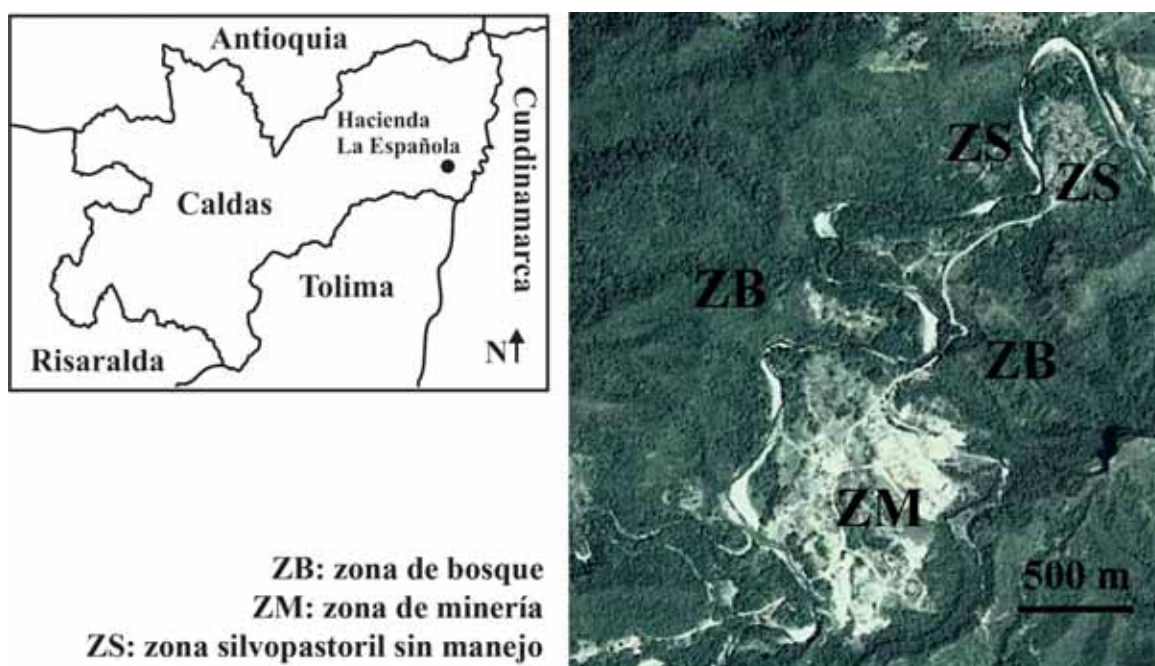 Antioquia
Cundinamarca
Hacienda
La Española
Caldas
Tolima
Risaralda
N
ZB: zona de bosque
ZM: zona de minería
ZS: zona silvopastoril sin manejo
ZS
ZS
ZB
ZB
ZM
500 m